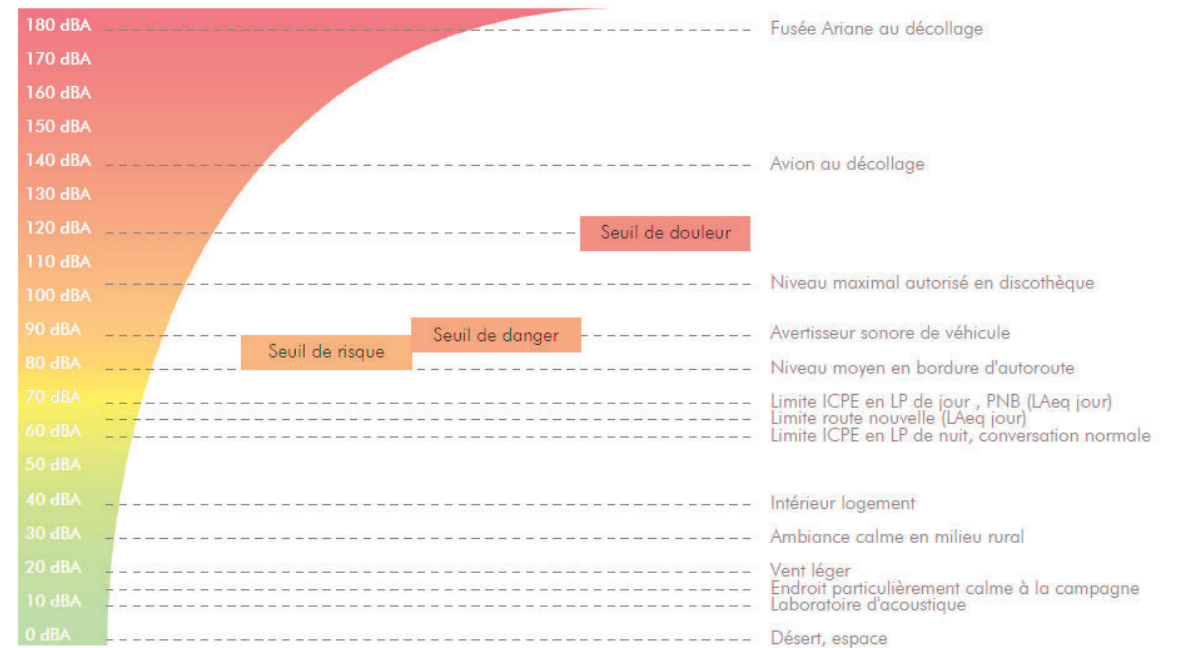 180 dBA Fusée Ariane au décollage
170 dBA
160 dBA
150 dBA
140 dBA Avion au décollage
130 dBA
120 dBA Seuil de douleur
110 dBA
Niveau maximal autorisé en discothèque
100 dBA
90 dBA Seuil de danger Avertisseur sonore de véhicule
Seuil de risque
80 dBA Niveau moyen en bordure d'autoroute
70 dBA Limite ICPE en LP de jour , PNB (LAeq jour)
Limite route nouvelle (LAeq jour)
60 dBA Limite ICPE en LP de nuit, conversation normale
50 dBA
40 dBA Intérieur logement
30 dBA Ambiance calme en milieu rural
20 dBA Vent léger
Endroit particulièrement calme à la campagne
10 dBA Laboratoire d'acoustique
0 dBA Désert, espace